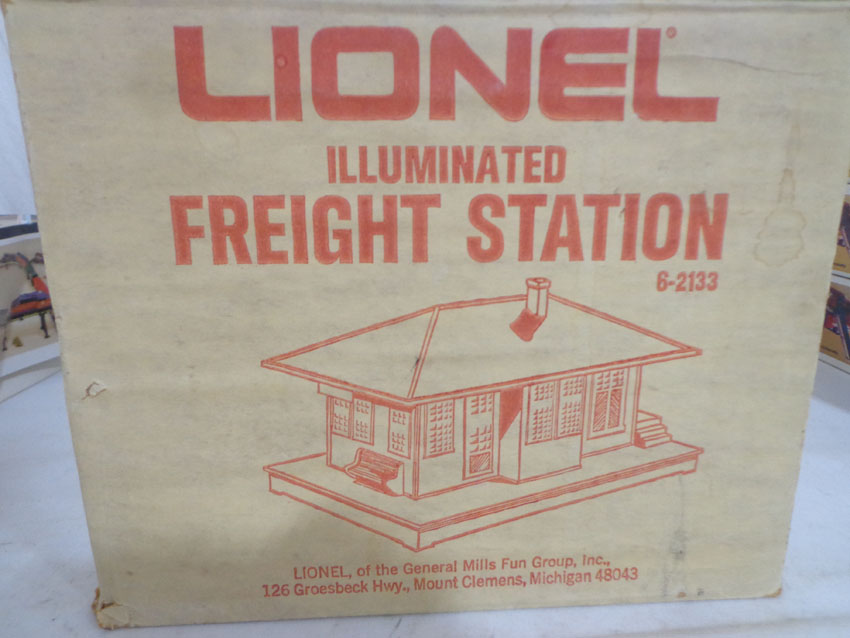 LIONEL®
ILLUMINATED
FREIGHT STATION
6-2133
LIONEL, of the General Mills Fun Group, Inc.,
126 Groesbeck Hwy., Mount Clemens, Michigan 48043